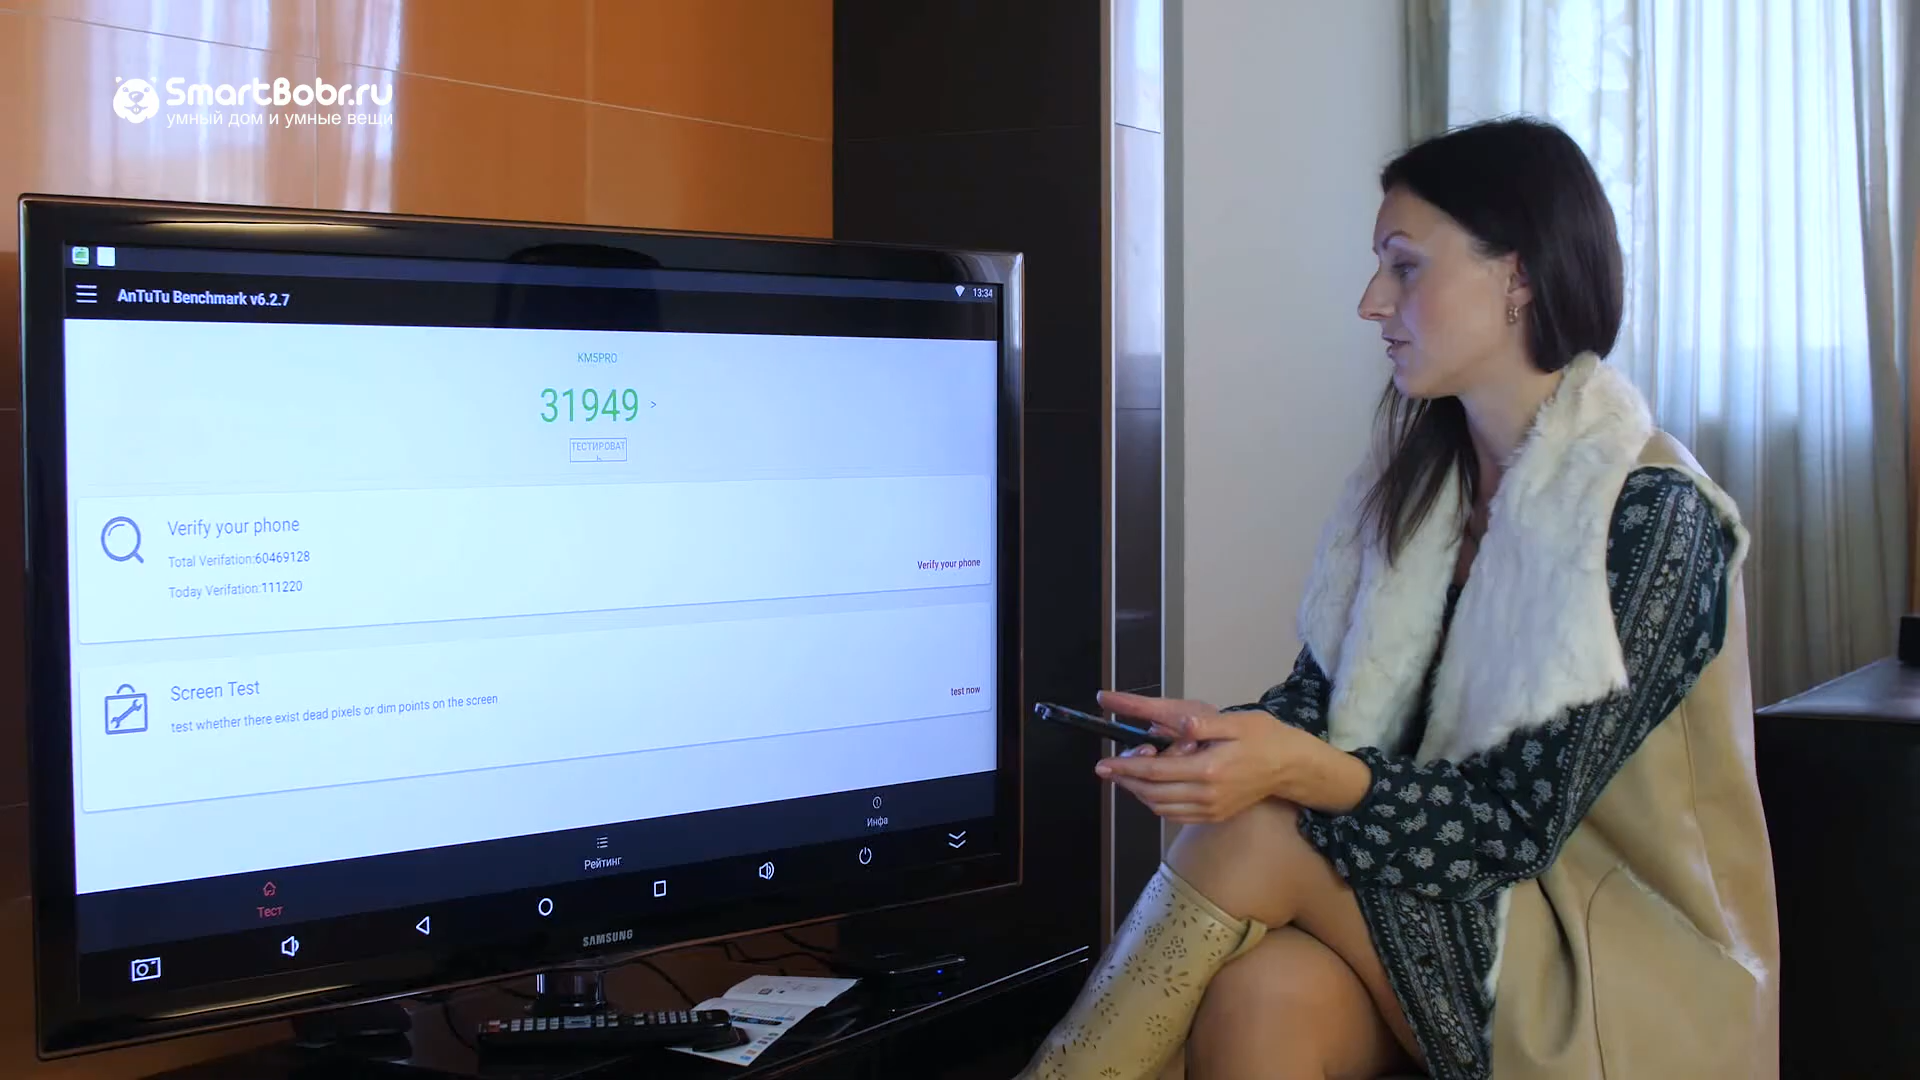 SmartBobr.ru
умный дом и умные вещи
AnTuTu Benchmark v6.2.7
13:34
KM5PRO
31949 >
ТЕСТИРОВАТ
Verify your phone
Total Verifation:60469128
Today Verifation:111220
Verify your phone
Screen Test
test whether there exist dead pixels or dim points on the screen
test now
Тест
Рейтинг
Инфа
SAMSUNG